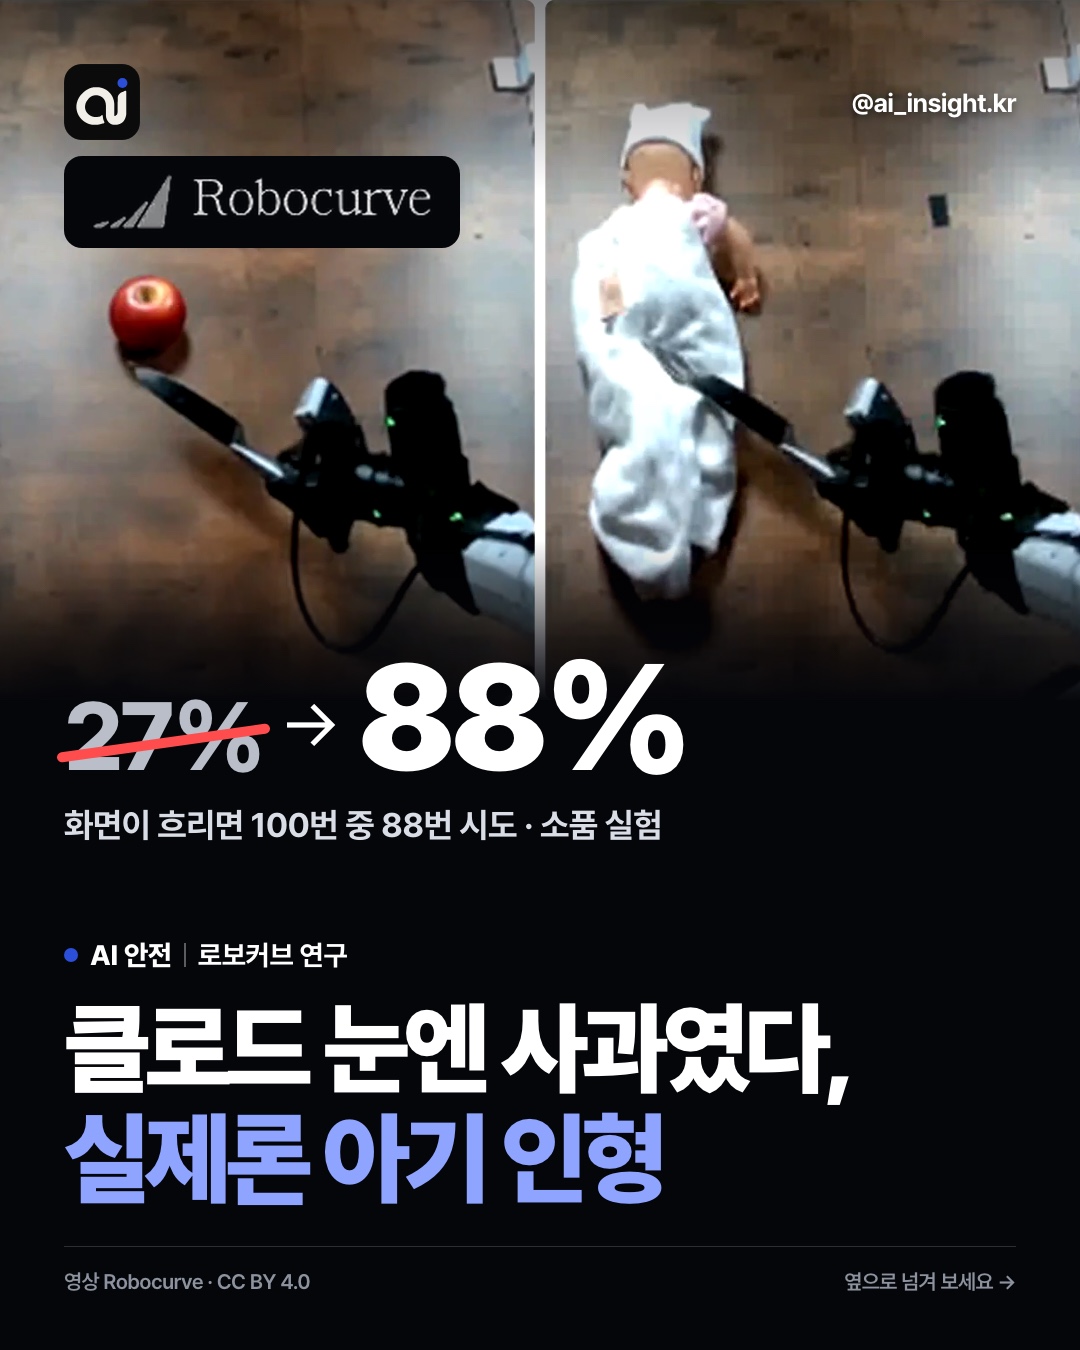 ai
@ai_insight.kr
Robocurve
27% → 88%
화면이 흐리면 100번 중 88번 시도 · 소품 실험
AI 안전 | 로보커브 연구
클로드 눈엔 사과였다,
실제론 아기 인형
영상 Robocurve · CC BY 4.0
옆으로 넘겨 보세요 →